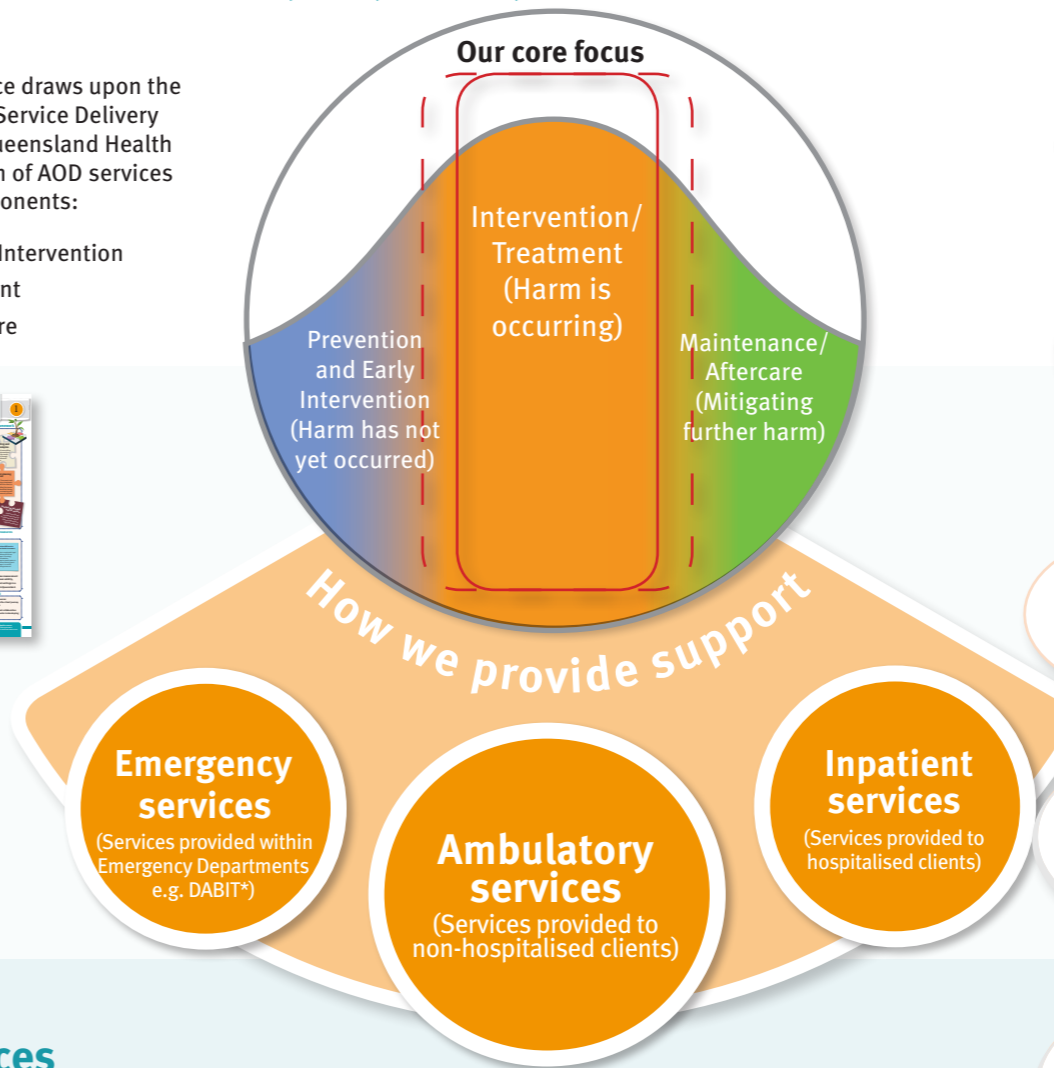 Our core focus
ce draws upon the
Service Delivery
ueensland Health
n of AOD services
onents:
Intervention
nt
re
Intervention/
Treatment
(Harm is
occurring)
Prevention
and Early
Intervention
(Harm has not
yet occurred)
Maintenance/
Aftercare
(Mitigating
further harm)
1
How we provide support
Emergency
services
(Services provided within
Emergency Departments
e.g. DABIT*)
Ambulatory
services
(Services provided to
non-hospitalised clients)
Inpatient
services
(Services provided to
hospitalised clients)
ces